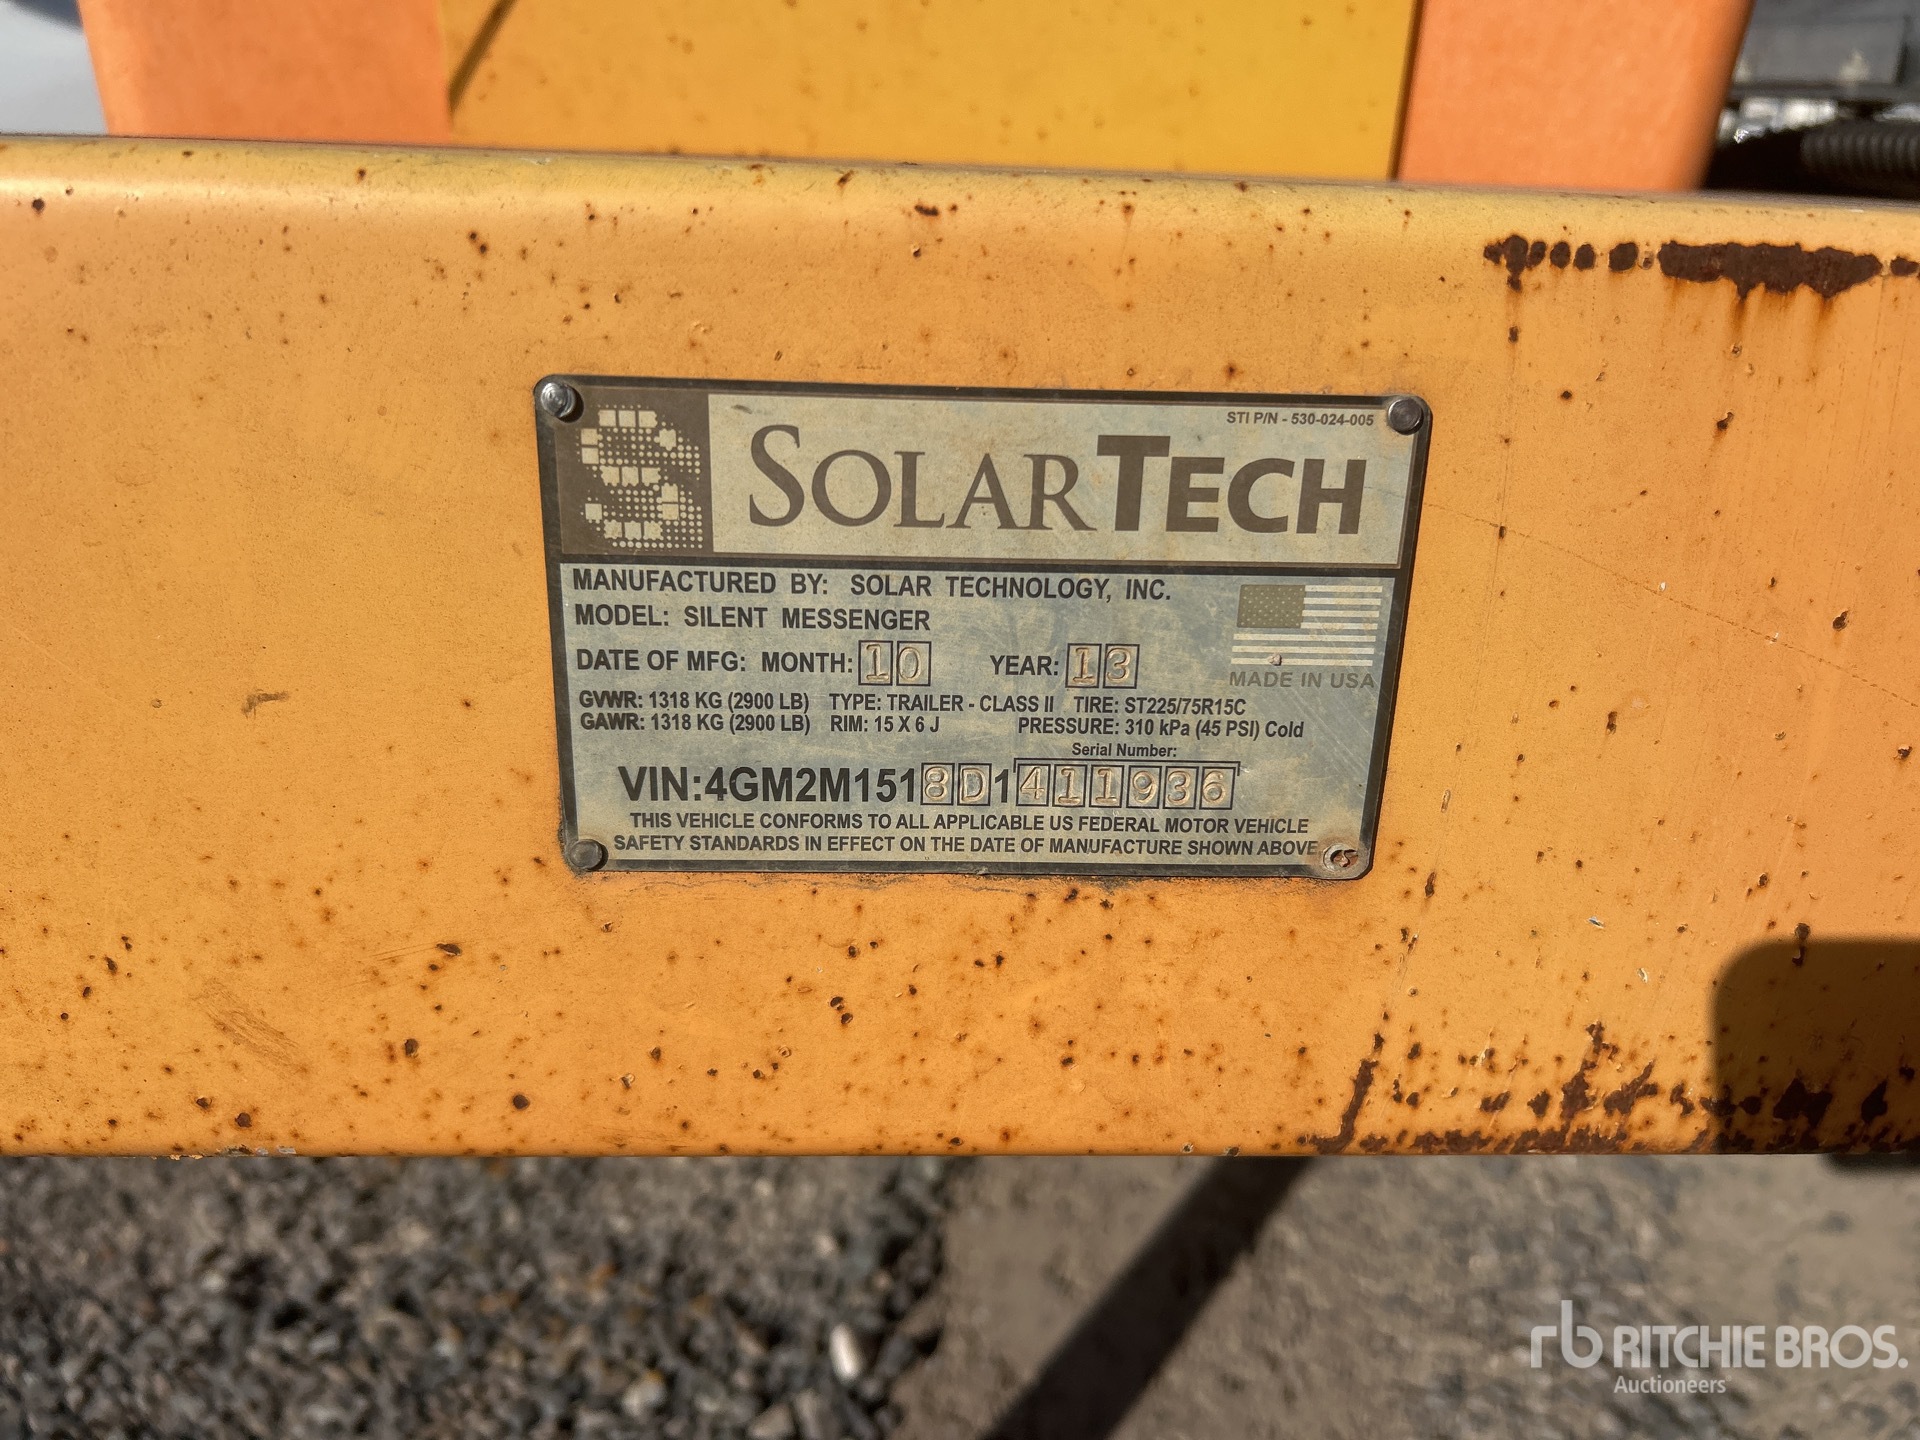 STI P/N - 530-024-005
SOLARTECH
MANUFACTURED BY: SOLAR TECHNOLOGY, INC.
MODEL: SILENT MESSENGER
DATE OF MFG: MONTH: 10 YEAR: 13
MADE IN USA
GVWR: 1318 KG (2900 LB) TYPE: TRAILER - CLASS II TIRE: ST225/75R15C
GAWR: 1318 KG (2900 LB) RIM: 15 X 6 J PRESSURE: 310 kPa (45 PSI) Cold
Serial Number:
VIN:4GM2M1518D1411936
THIS VEHICLE CONFORMS TO ALL APPLICABLE US FEDERAL MOTOR VEHICLE
SAFETY STANDARDS IN EFFECT ON THE DATE OF MANUFACTURE SHOWN ABOVE
rb RITCHIE BROS.
Auctioneers